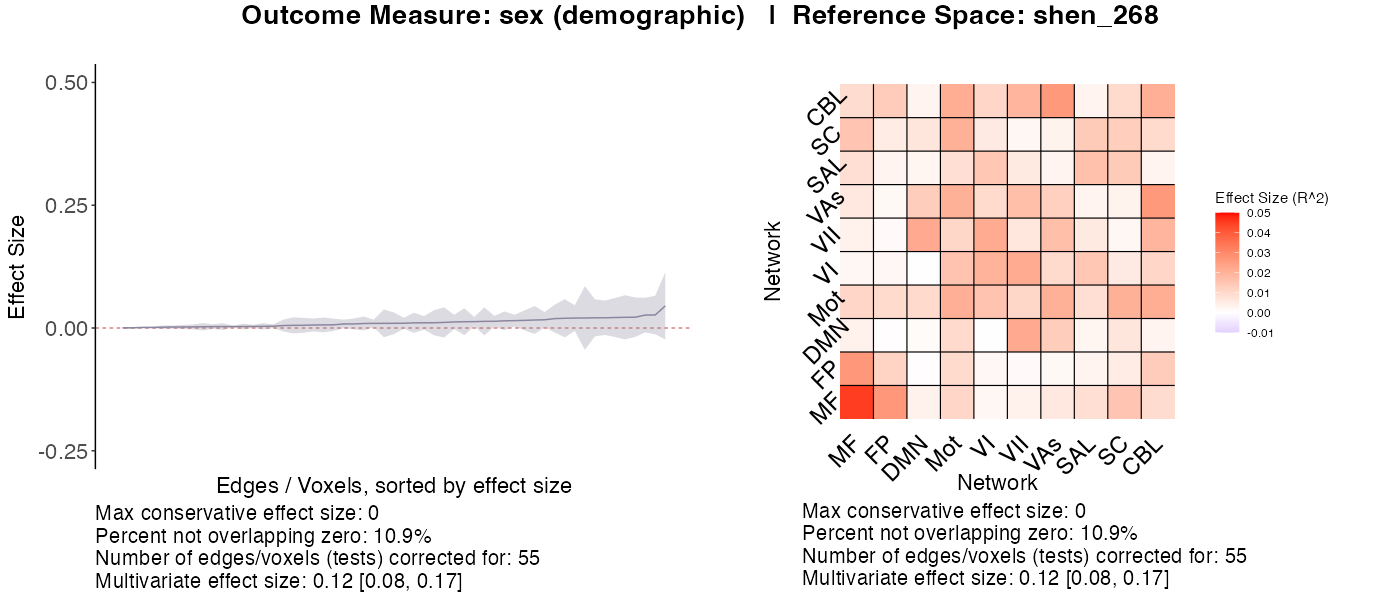 Outcome Measure: sex (demographic) | Reference Space: shen_268
0.50
0.25
0.00
-0.25
Effect Size
Edges / Voxels, sorted by effect size
Max conservative effect size: 0
Percent not overlapping zero: 10.9%
Number of edges/voxels (tests) corrected for: 55
Multivariate effect size: 0.12 [0.08, 0.17]
Network
CBL
SC
SAL
VAs
VII
VI
Mot
DMN
FP
MF
MF
FP
DMN
Mot
VI
VII
VAs
SAL
SC
CBL
Network
Effect Size (R^2)
0.05
0.04
0.03
0.02
0.01
0.00
-0.01
Max conservative effect size: 0
Percent not overlapping zero: 10.9%
Number of edges/voxels (tests) corrected for: 55
Multivariate effect size: 0.12 [0.08, 0.17]